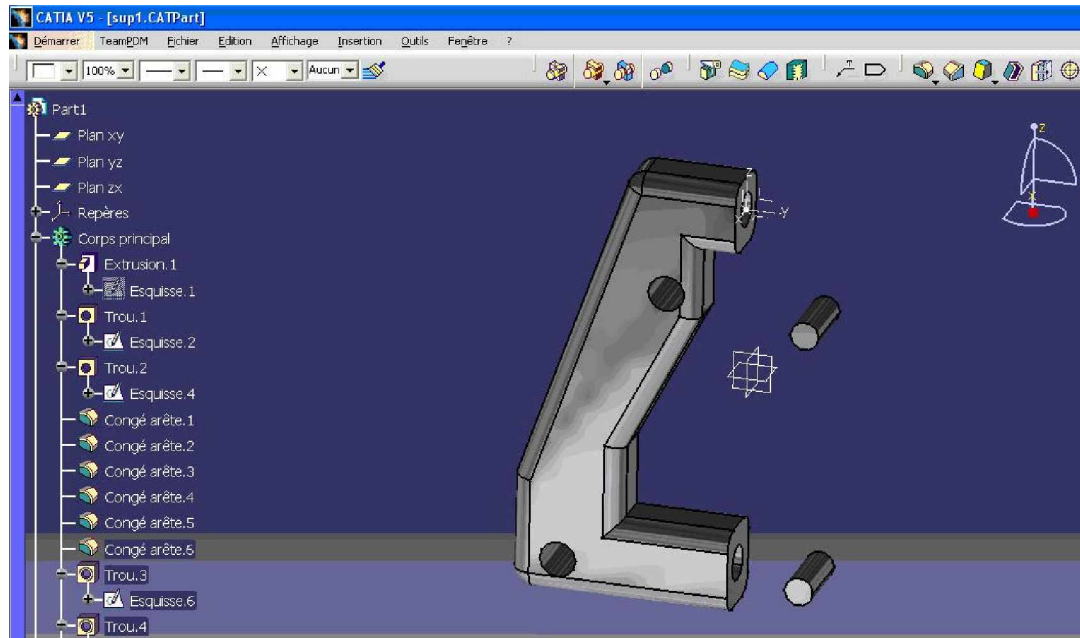 CATIA V5 - [sup1.CATPart]
Démarrer TeamPDM Fichier Edition Affichage Insertion Outils Fenêtre ?
100% Aucun
Part1
Plan xy
Plan yz
Plan zx
Repères
Corps principal
Extrusion.1
Esquisse.1
Trou.1
Esquisse.2
Trou.2
Esquisse.4
Congé arête.1
Congé arête.2
Congé arête.3
Congé arête.4
Congé arête.5
Congé arête.6
Trou.3
Esquisse.6
Trou.4
z
x
z
y